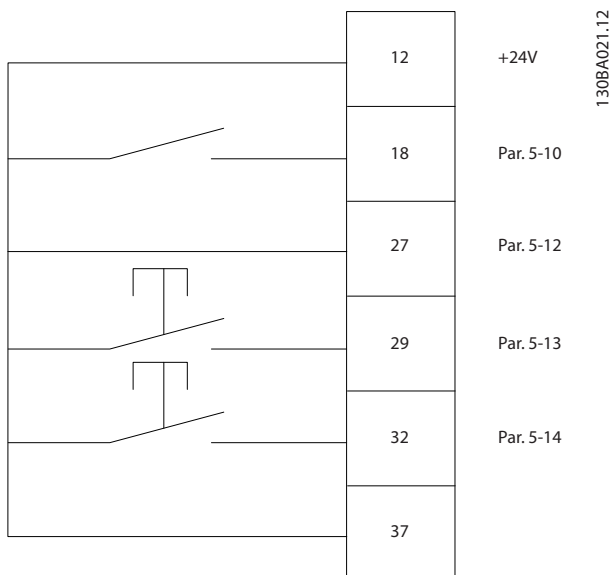 12 +24V
18 Par. 5-10
27 Par. 5-12
29 Par. 5-13
32 Par. 5-14
37
130BA021.12